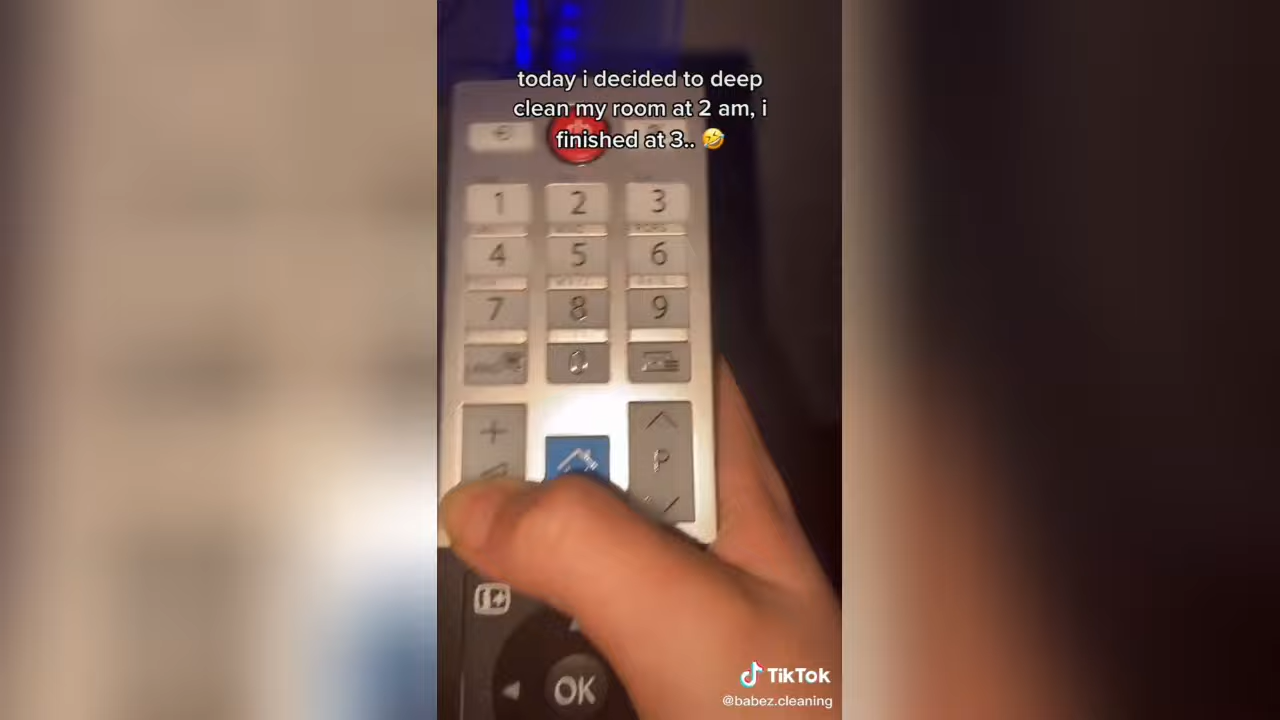 today i decided to deep
clean my room at 2 am, i
finished at 3.. 🤣
1 2 3
4 5 6
7 8 9
0
+
P
OK
TikTok
@babez.cleaning